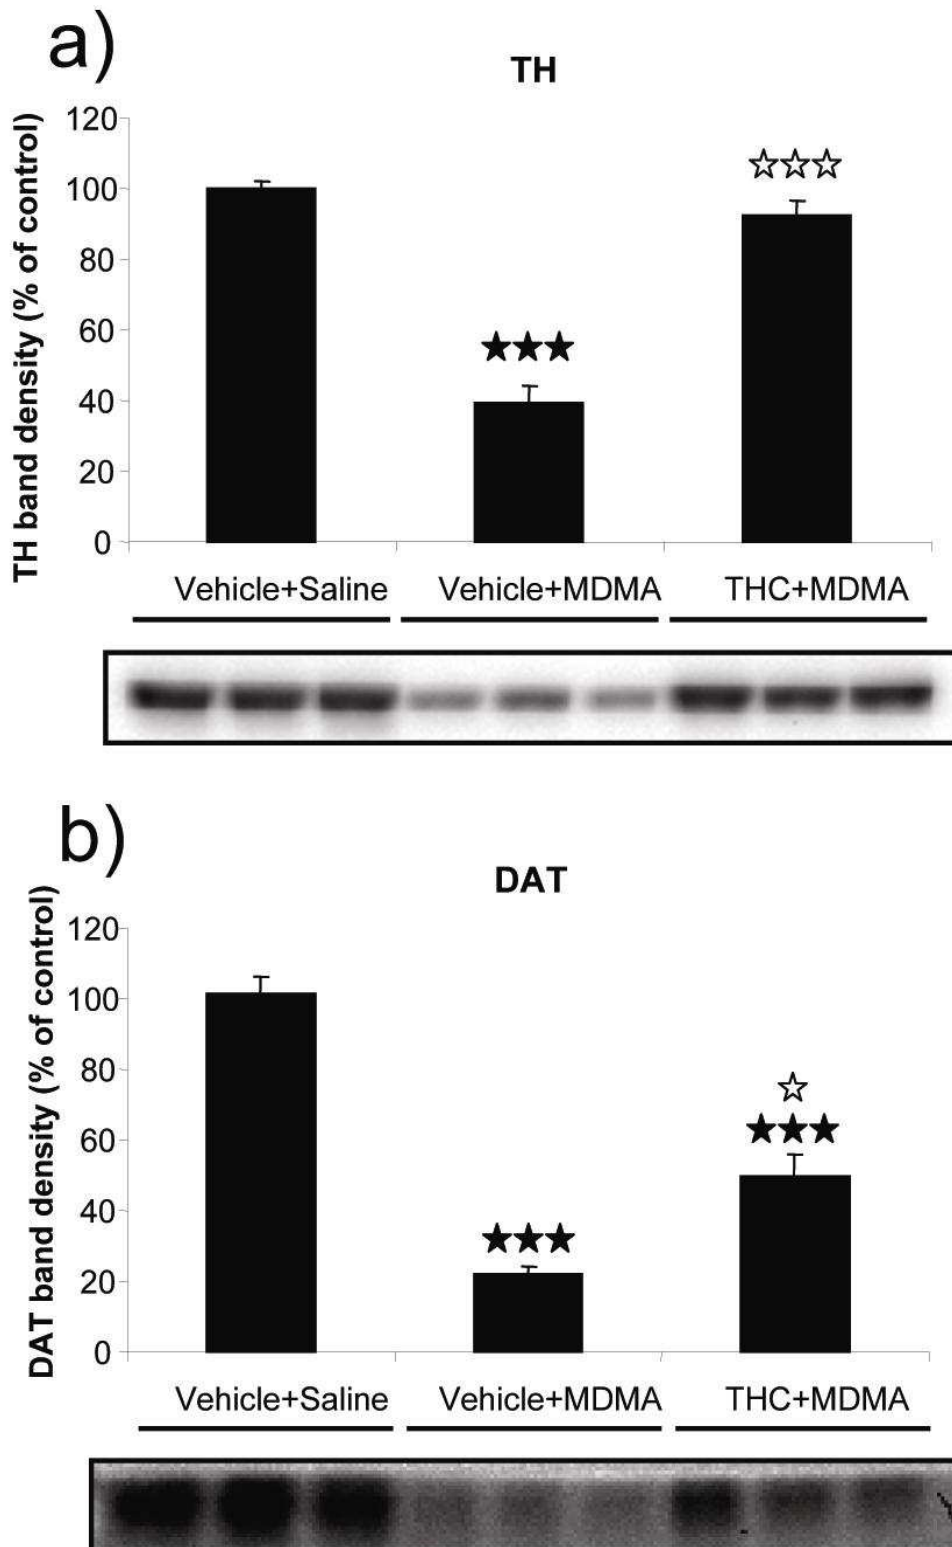 a)
TH
TH band density (% of control)
120
100
80
60
40
20
0
☆☆☆
★★★
Vehicle+Saline Vehicle+MDMA THC+MDMA
b)
DAT
DAT band density (% of control)
120
100
80
60
40
20
0
☆
★★★
★★★
Vehicle+Saline Vehicle+MDMA THC+MDMA